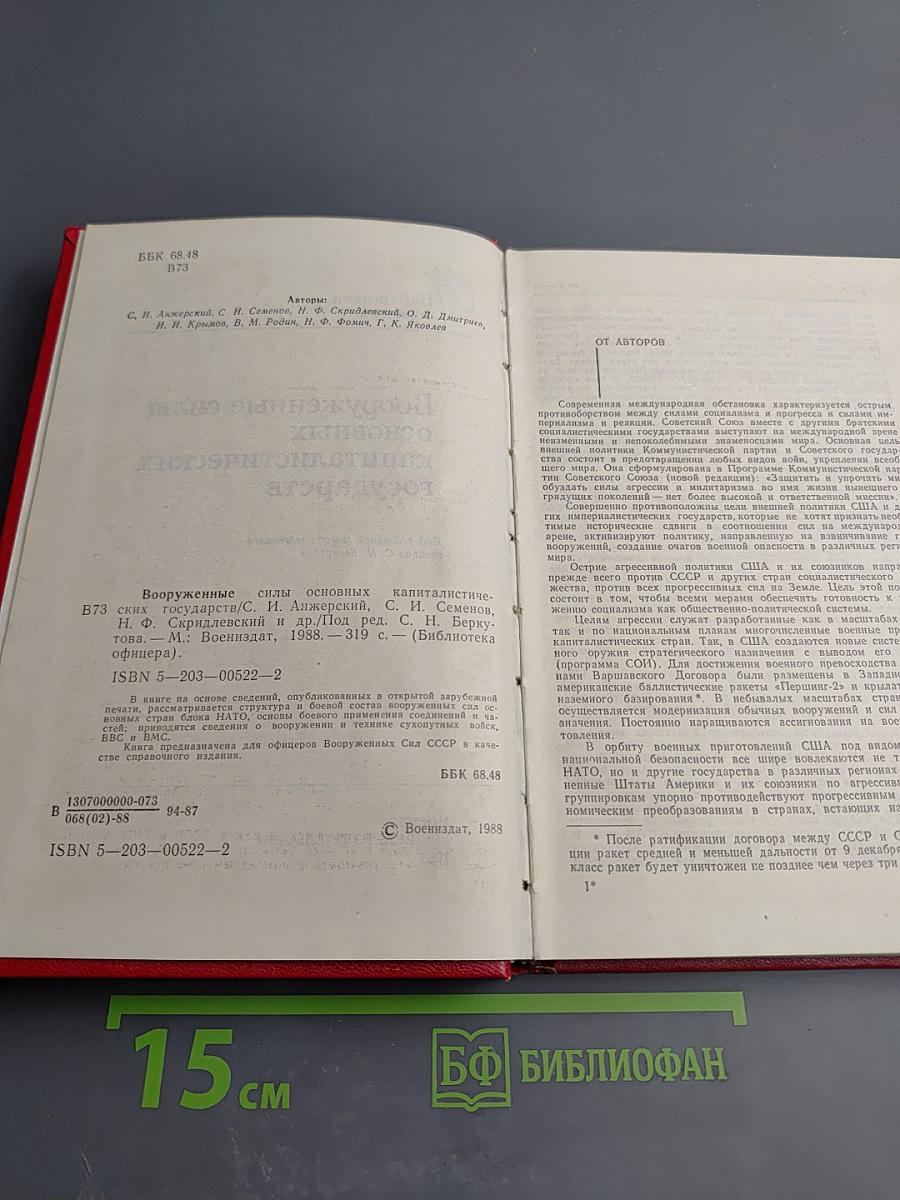 ББК 68.48
В73
Авторы:
С. И. Анжерский, С. И. Семенов, Н. Ф. Скридлевский, О. Д. Дмитриев,
И. И. Крымов, В. М. Родин, Н. Ф. Фомич, Г. К. Яковлев
Вооруженные силы основных капиталистиче-
В73 ских государств/С. И. Анжерский, С. И. Семенов,
Н. Ф. Скридлевский и др./Под ред. С. Н. Берку-
това. — М.: Воениздат, 1988. — 319 с. — (Библиотека
офицера).
ISBN 5—203—00522—2
В книге на основе сведений, опубликованных в открытой зарубежной
печати, рассматривается структура и боевой состав вооруженных сил ос-
новных стран блока НАТО, основы боевого применения соединений и ча-
стей; приводятся сведения о вооружении и технике сухопутных войск,
ВВС и ВМС.
Книга предназначена для офицеров Вооруженных Сил СССР в каче-
стве справочного издания.
ББК 68.48
В 1307000000-073
068(02)-88 94-87
© Воениздат, 1988
ISBN 5—203—00522—2
ОТ АВТОРОВ
Современная международная обстановка характеризуется острым
противоборством между силами социализма и прогресса и силами им-
периализма и реакции. Советский Союз вместе с другими братскими
социалистическими государствами выступают на международной арене
неизменными и непоколебимыми знаменосцами мира. Основная цель
внешней политики Коммунистической партии и Советского государ-
ства состоит в предотвращении любых видов войн, укреплении всеоб
щего мира. Она сформулирована в Программе Коммунистической пар
тии Советского Союза (новой редакции): «Защитить и упрочить ми
обуздать силы агрессии и милитаризма во имя жизни нынешнего
грядущих поколений — нет более высокой и ответственной миссии».
Совершенно противоположны цели внешней политики США и д
гих империалистических государств, которые не хотят признать необ
тимые исторические сдвиги в соотношении сил на международ
арене, активизируют политику, направленную на взвинчивание г
вооружений, создание очагов военной опасности в различных реги
мира.
Острие агрессивной политики США и их союзников напра
прежде всего против СССР и других стран социалистического
жества, против всех прогрессивных сил на Земле. Цель этой по
состоит в том, чтобы всеми мерами обеспечить готовность к
жению социализма как общественно-политической системы.
Целям агрессии служат разработанные как в масштабах
так и по национальным планам многочисленные военные пр
капиталистических стран. Так, в США создаются новые систе
ного оружия стратегического назначения с выводом его
(программа СОИ). Для достижения военного превосходства
нами Варшавского Договора были размещены в Западно
американские баллистические ракеты «Першинг-2» и крылат
наземного базирования*. В небывалых масштабах стран
осуществляется модернизация обычных вооружений и сил
значения. Постоянно наращиваются ассигнования на вое
товления.
В орбиту военных приготовлений США под видом
национальной безопасности все шире вовлекаются не т
НАТО, но и другие государства в различных регионах
ненные Штаты Америки и их союзники по агрессив
группировкам упорно противодействуют прогрессивным
номическим преобразованиям в странах, встающих на
* После ратификации договора между СССР и С
ции ракет средней и меньшей дальности от 9 декабря
класс ракет будет уничтожен не позднее чем через три
1*
15 см
БФ БИБЛИОФАН